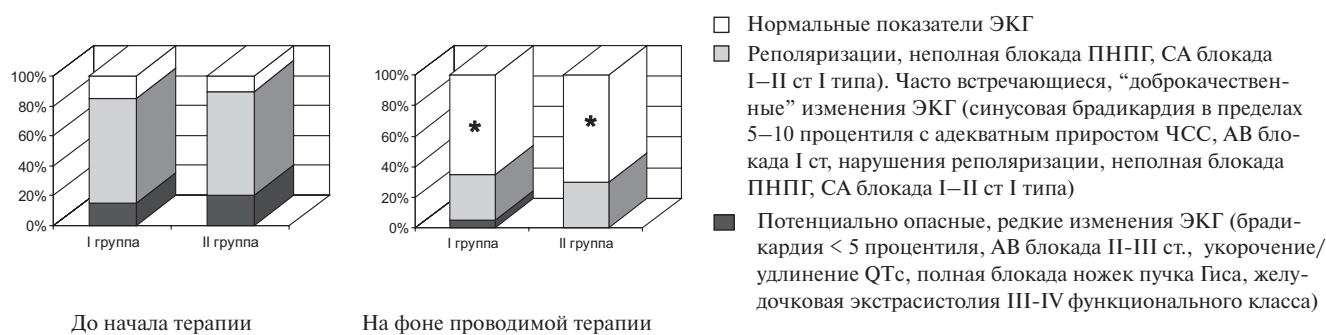 100%
80%
60%
40%
20%
0%
I группа
II группа
До начала терапии
100%
80%
60%
40%
20%
0%
*
*
I группа
II группа
На фоне проводимой терапии
Нормальные показатели ЭКГ
Реполяризации, неполная блокада ПНПГ, СА блокада
I–II ст I типа). Часто встречающиеся, “доброкачествен-
ные” изменения ЭКГ (синусовая брадикардия в пределах
5–10 процентиля с адекватным приростом ЧСС, АВ бло-
када I ст, нарушения реполяризации, неполная блокада
ПНПГ, СА блокада I–II ст I типа)
Потенциально опасные, редкие изменения ЭКГ (бради-
кардия < 5 процентиля, АВ блокада II-III ст., укорочение/
удлинение QTc, полная блокада ножек пучка Гиса, желу-
дочковая экстрасистолия III-IV функционального класса)